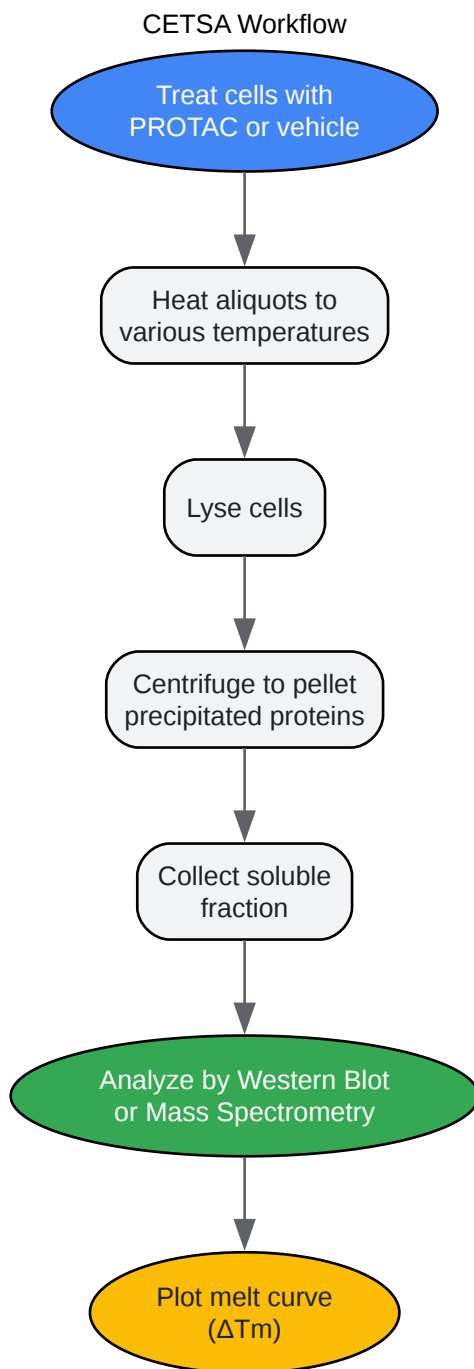 CETSA Workflow
Treat cells with
PROTAC or vehicle
Heat aliquots to
various temperatures
Lyse cells
Centrifuge to pellet
precipitated proteins
Collect soluble
fraction
Analyze by Western Blot
or Mass Spectrometry
Plot melt curve
(ΔTm)